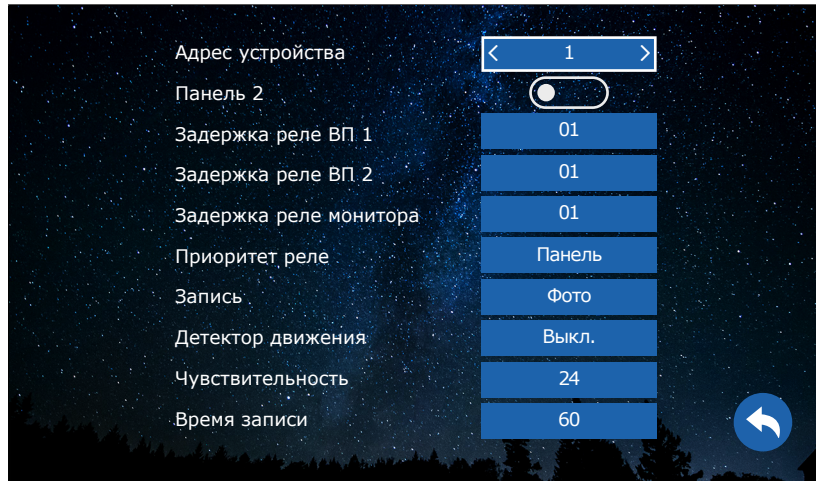 Адрес устройства < 1 >
Панель 2
Задержка реле ВП 1 01
Задержка реле ВП 2 01
Задержка реле монитора 01
Приоритет реле Панель
Запись Фото
Детектор движения Выкл.
Чувствительность 24
Время записи 60